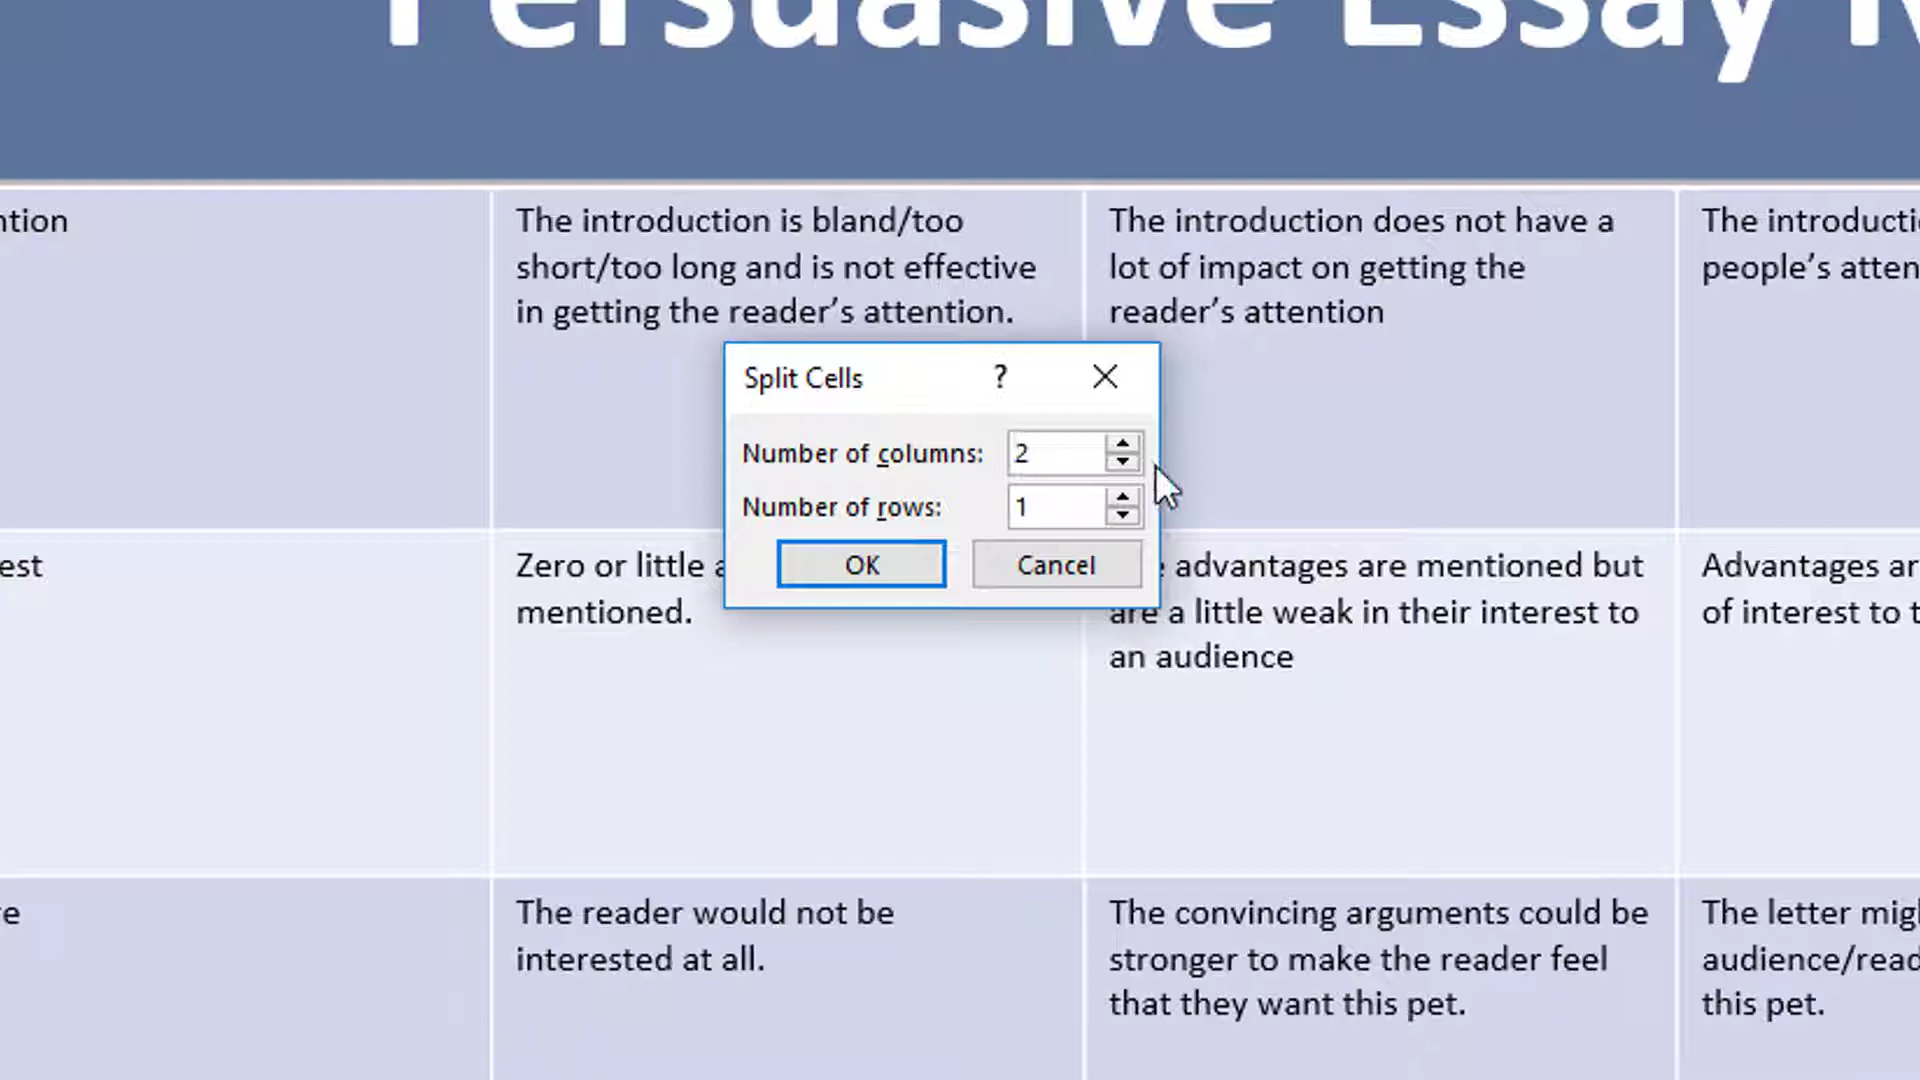 Persuasive Essay
ntion
The introduction is bland/too
short/too long and is not effective
in getting the reader's attention.
The introduction does not have a
lot of impact on getting the
reader's attention
The introducti
people's atten
Split Cells ? X
Number of columns: 2
Number of rows: 1
OK Cancel
est
Zero or little a
mentioned.
advantages are mentioned but
are a little weak in their interest to
an audience
Advantages ar
of interest to t
re
The reader would not be
interested at all.
The convincing arguments could be
stronger to make the reader feel
that they want this pet.
The letter mig
audience/read
this pet.